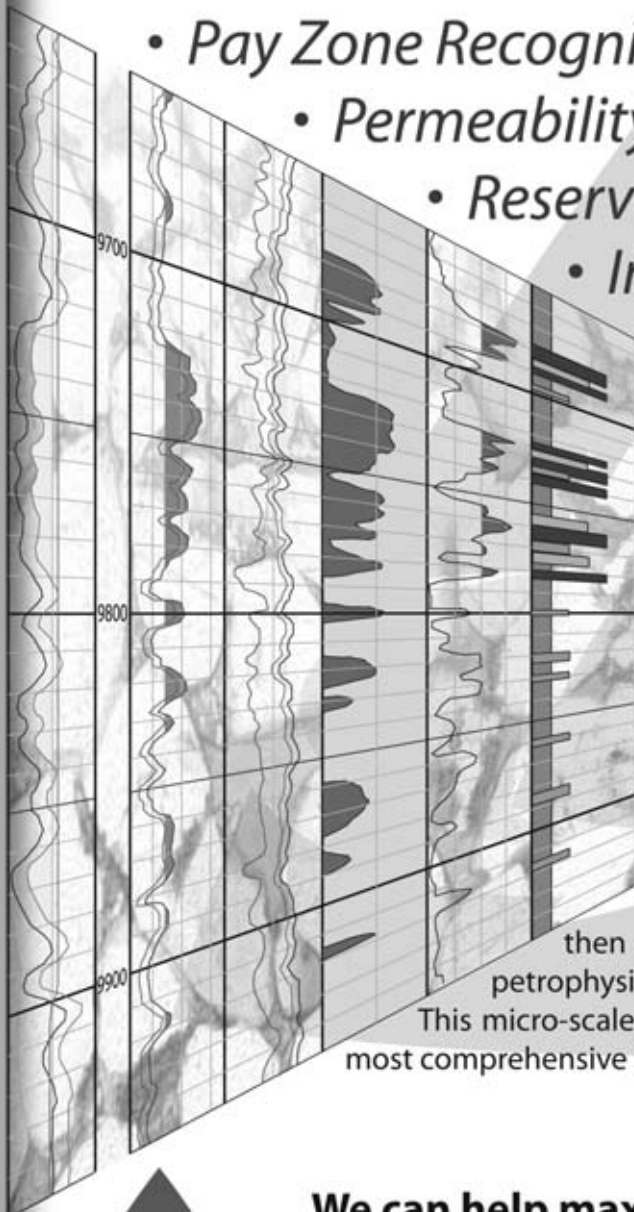 • Pay Zone Recogni
• Permeability
• Reserv
• In
9700
9800
9900
then
petrophysi
This micro-scale
most comprehensive
We can help max